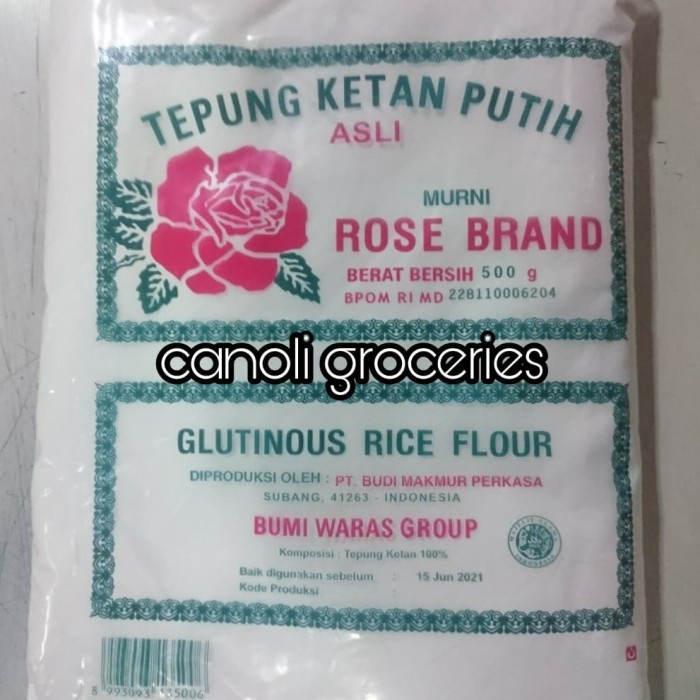 TEPUNG KETAN PUTIH
ASLI
MURNI
ROSE BRAND
BERAT BERSIH 500 g
BPOM RI MD 228110006204
canoli groceries
GLUTINOUS RICE FLOUR
DIPRODUKSI OLEH : PT. BUDI MAKMUR PERKASA
SUBANG, 41263 - INDONESIA
BUMI WARAS GROUP
Komposisi : Tepung Ketan 100%
Baik digunakan sebelum : 15 Jun 2021
Kode Produksi :